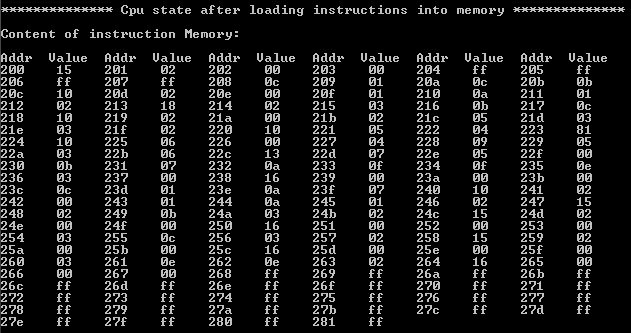 *************** Cpu state after loading instructions into memory ***************
Content of instruction Memory:
Addr Value Addr Value Addr Value Addr Value Addr Value Addr Value
200 15 201 02 202 00 203 00 204 ff 205 ff
206 ff 207 ff 208 0c 209 01 20a 0c 20b 0b
20c 10 20d 02 20e 00 20f 01 210 0a 211 01
212 02 213 18 214 02 215 03 216 0b 217 0c
218 10 219 02 21a 00 21b 02 21c 05 21d 03
21e 03 21f 02 220 10 221 05 222 04 223 81
224 10 225 06 226 00 227 04 228 09 229 05
22a 03 22b 06 22c 13 22d 07 22e 05 22f 00
230 0b 231 07 232 0a 233 0f 234 0f 235 0e
236 03 237 00 238 16 239 00 23a 00 23b 00
23c 0c 23d 01 23e 0a 23f 07 240 10 241 02
242 00 243 01 244 0a 245 01 246 02 247 15
248 02 249 0b 24a 03 24b 02 24c 15 24d 02
24e 00 24f 00 250 16 251 00 252 00 253 00
254 03 255 0c 256 03 257 02 258 15 259 02
25a 00 25b 00 25c 16 25d 00 25e 00 25f 00
260 03 261 0e 262 0e 263 02 264 16 265 00
266 00 267 00 268 ff 269 ff 26a ff 26b ff
26c ff 26d ff 26e ff 26f ff 270 ff 271 ff
272 ff 273 ff 274 ff 275 ff 276 ff 277 ff
278 ff 279 ff 27a ff 27b ff 27c ff 27d ff
27e ff 27f ff 280 ff 281 ff